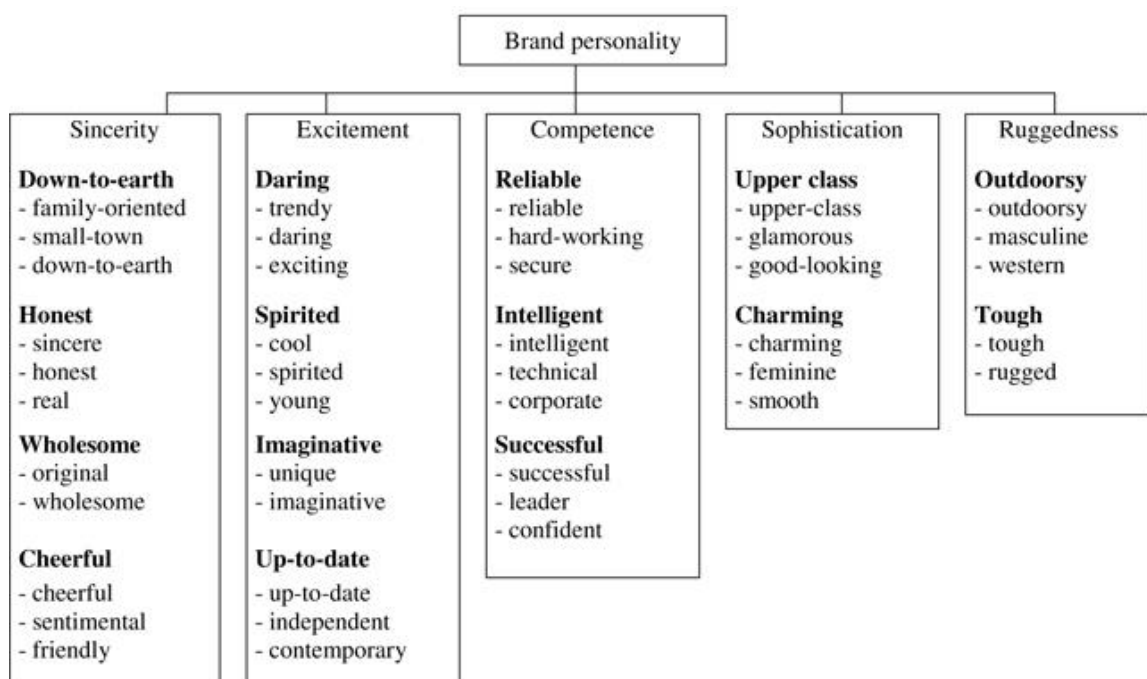 Brand personality
Sincerity
Down-to-earth
- family-oriented
- small-town
- down-to-earth
Honest
- sincere
- honest
- real
Wholesome
- original
- wholesome
Cheerful
- cheerful
- sentimental
- friendly
Excitement
Daring
- trendy
- daring
- exciting
Spirited
- cool
- spirited
- young
Imaginative
- unique
- imaginative
Up-to-date
- up-to-date
- independent
- contemporary
Competence
Reliable
- reliable
- hard-working
- secure
Intelligent
- intelligent
- technical
- corporate
Successful
- successful
- leader
- confident
Sophistication
Upper class
- upper-class
- glamorous
- good-looking
Charming
- charming
- feminine
- smooth
Ruggedness
Outdoorsy
- outdoorsy
- masculine
- western
Tough
- tough
- rugged